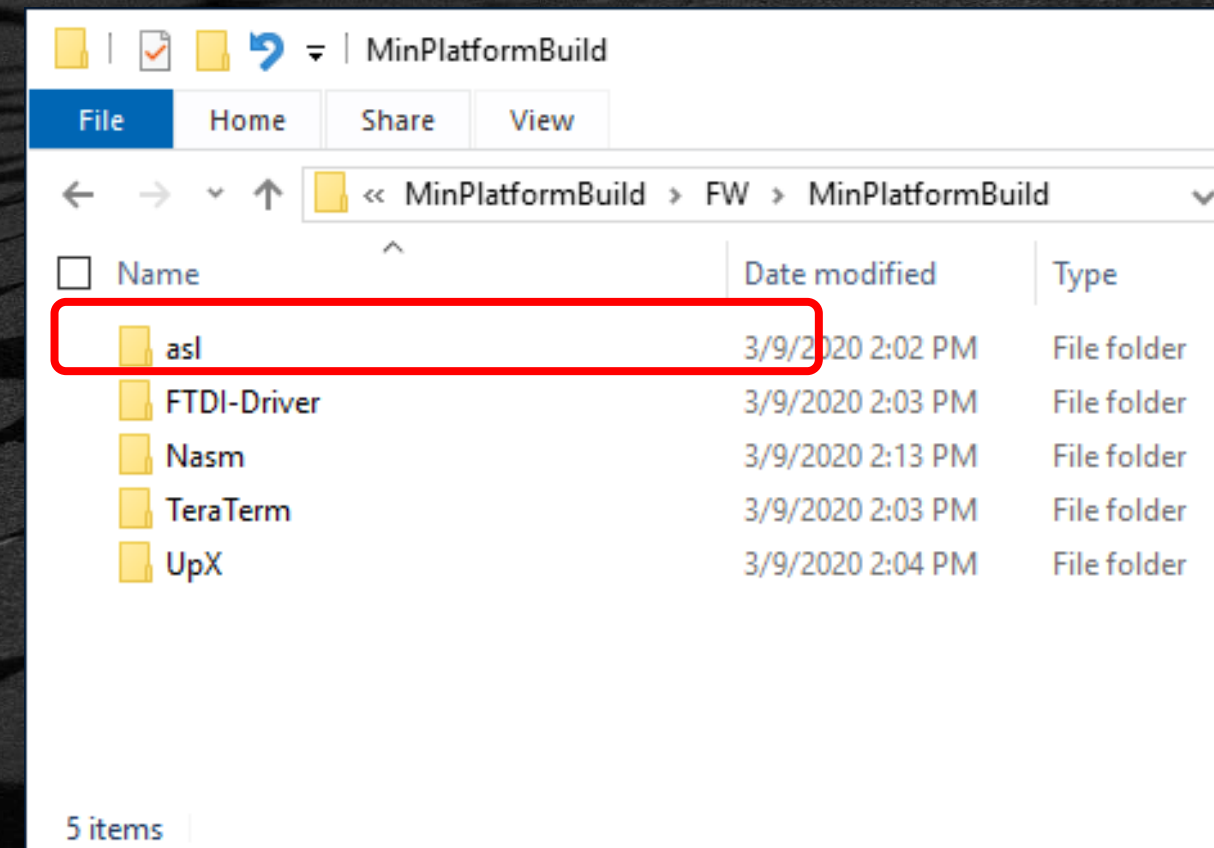 MinPlatformBuild
File Home Share View
« MinPlatformBuild > FW > MinPlatformBuild
Name Date modified Type
asl 3/9/2020 2:02 PM File folder
FTDI-Driver 3/9/2020 2:03 PM File folder
Nasm 3/9/2020 2:13 PM File folder
TeraTerm 3/9/2020 2:03 PM File folder
UpX 3/9/2020 2:04 PM File folder
5 items